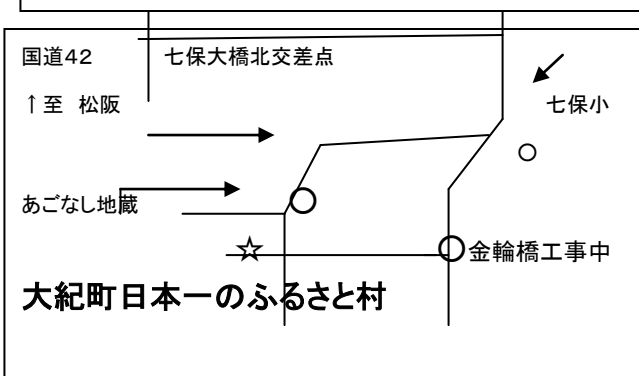 国道42 七保大橋北交差点
↑至 松阪 七保小
あごなし地蔵
☆ 金輪橋工事中
大紀町日本一のふるさと村